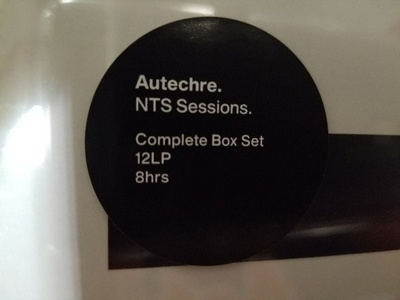 Autechre.
NTS Sessions.
Complete Box Set
12LP
8hrs